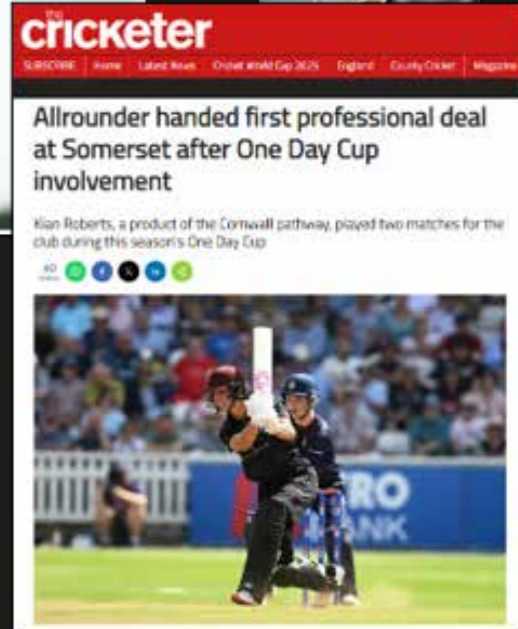 the
cricketer
SUBSCRIBE Home Latest News Cricket World Cup 2025 England County Cricket Magazine
Allrounder handed first professional deal
at Somerset after One Day Cup
involvement
Kian Roberts, a product of the Cornwall pathway, played two matches for the
club during this season's One Day Cup
RO
ANK